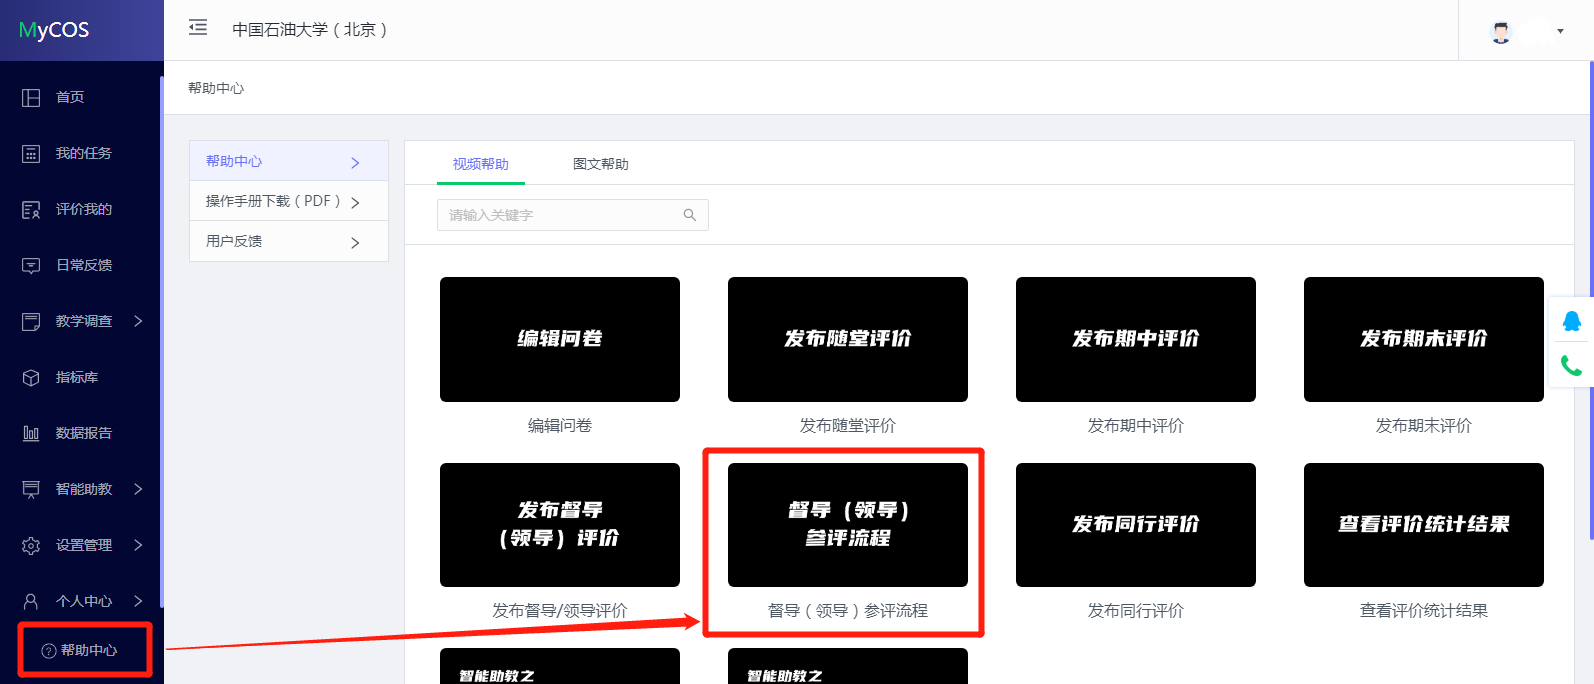 MyCOS
中国石油大学（北京）
首页
我的任务
评价我的
日常反馈
教学调查
指标库
数据报告
智能助教
设置管理
个人中心
帮助中心
帮助中心
帮助中心
操作手册下载（PDF）
用户反馈
视频帮助
图文帮助
请输入关键字
编辑问卷
发布随堂评价
发布期中评价
发布期末评价
编辑问卷
发布随堂评价
发布期中评价
发布期末评价
发布督导
（领导）评价
督导（领导）
参评流程
发布同行评价
查看评价统计结果
发布督导/领导评价
督导（领导）参评流程
发布同行评价
查看评价统计结果
智能助教之
智能助教之